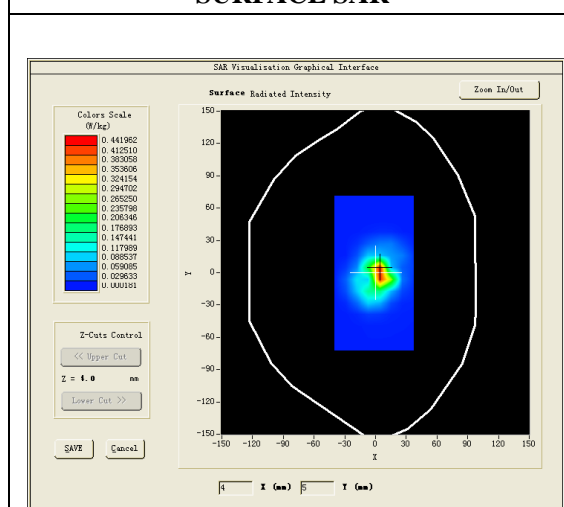 SURFACE SAR
SAR Visualisation Graphical Interface
Surface Radiated Intensity
Zoom In/Out
Colors Scale
(W/kg)
0.441962
0.412510
0.383058
0.353606
0.324154
0.294702
0.265250
0.235798
0.206346
0.176893
0.147441
0.117989
0.088537
0.059085
0.029633
0.000181
Z-Cuts Control
<< Upper Cut
Z = 4.0 mm
Lower Cut >>
SAVE Cancel
150
120
90
60
30
0
-30
-60
-90
-120
-150
Y
-150 -120 -90 -60 -30 0 30 60 90 120 150
X
4 X (mm) 5 Y (mm)